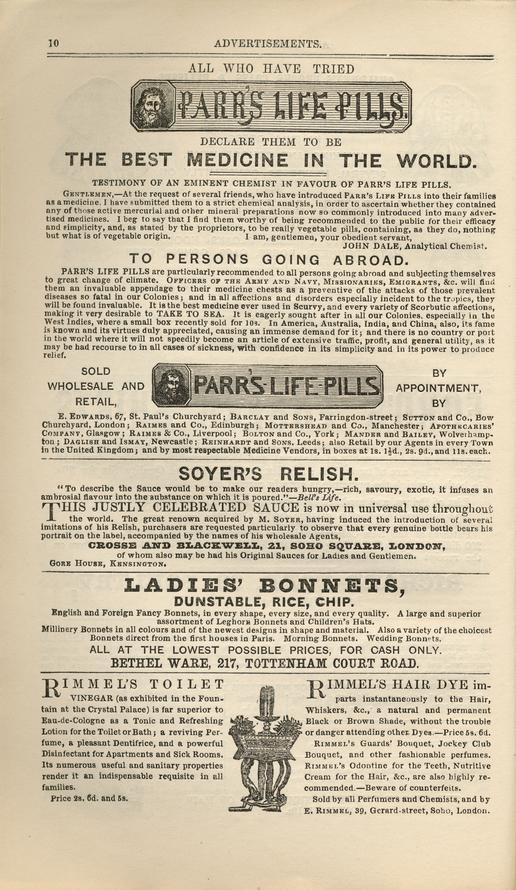 10
ADVERTISEMENTS.
ALL WHO HAVE TRIED
PARR'S LIFE PILLS.
DECLARE THEM TO BE
THE BEST MEDICINE IN THE WORLD.
TESTIMONY OF AN EMINENT CHEMIST IN FAVOUR OF PARR'S LIFE PILLS.
GENTLEMEN,—At the request of several friends, who have introduced PARR'S LIFE PILLS into their families
as a medicine. I have submitted them to a strict chemical analysis, in order to ascertain whether they contained
any of those active mercurial and other mineral preparations now so commonly introduced into many adver-
tised medicines. I beg to say that I find them worthy of being recommended to the public for their efficacy
and simplicity, and, as stated by the proprietors, to be really vegetable pills, containing, as they do, nothing
but what is of vegetable origin. I am, gentlemen, your obedient servant,
JOHN DALE, Analytical Chemist.
TO PERSONS GOING ABROAD.
PARR'S LIFE PILLS are particularly recommended to all persons going abroad and subjecting themselves
to great change of climate. OFFICERS OF THE ARMY AND NAVY, MISSIONARIES, EMIGRANTS, &c. will find
them an invaluable appendage to their medicine chests as a preventive of the attacks of those prevalent
diseases so fatal in our Colonies; and in all affections and disorders especially incident to the tropics, they
will be found invaluable. It is the best medicine ever used in Scurvy, and every variety of Scorbutic affections,
making it very desirable to TAKE TO SEA. It is eagerly sought after in all our Colonies, especially in the
West Indies, where a small box recently sold for 10s. In America, Australia, India, and China, also, its fame
is known and its virtues duly appreciated, causing an immense demand for it; and there is no country or port
in the world where it will not speedily become an article of extensive traffic, profit, and general utility, as it
may be had recourse to in all cases of sickness, with confidence in its simplicity and in its power to produce
relief.
SOLD
WHOLESALE AND
RETAIL,
PARR'S LIFE PILLS
BY
APPOINTMENT,
BY
E. EDWARDS, 67, St. Paul's Churchyard; BARCLAY and SONS, Farringdon-street; SUTTON and Co., Bow
Churchyard, London; RAIMES and Co., Edinburgh; MOTTERSHEAD and Co., Manchester; APOTHECARIES'
COMPANY, Glasgow; RAIMES & Co., Liverpool; BOLTON and Co., York; MANDER and BAILEY, Wolverhamp-
ton; DAGLISH and ISMAY, Newcastle; REINHARDT and SONS, Leeds; also Retail by our Agents in every Town
in the United Kingdom; and by most respectable Medicine Vendors, in boxes at 1s. 1½d., 2s. 9d., and 11s. each.
SOYER'S RELISH.
"To describe the Sauce would be to make our readers hungry,—rich, savoury, exotic, it infuses an
ambrosial flavour into the substance on which it is poured."—Bell's Life.
THIS JUSTLY CELEBRATED SAUCE is now in universal use throughout
the world. The great renown acquired by M. SOYER, having induced the introduction of several
imitations of his Relish, purchasers are requested particularly to observe that every genuine bottle bears his
portrait on the label, accompanied by the names of his wholesale Agents,
CROSSE AND BLACKWELL, 21, SOHO SQUARE, LONDON,
of whom also may be had his Original Sauces for Ladies and Gentlemen.
GORE HOUSE, KENSINGTON.
LADIES' BONNETS,
DUNSTABLE, RICE, CHIP.
English and Foreign Fancy Bonnets, in every shape, every size, and every quality. A large and superior
assortment of Leghorn Bonnets and Children's Hats.
Millinery Bonnets in all colours and of the newest designs in shape and material. Also a variety of the choicest
Bonnets direct from the first houses in Paris. Morning Bonnets. Wedding Bonnets.
ALL AT THE LOWEST POSSIBLE PRICES, FOR CASH ONLY.
BETHEL WARE, 217, TOTTENHAM COURT ROAD.
RIMMEL'S TOILET
VINEGAR (as exhibited in the Foun-
tain at the Crystal Palace) is far superior to
Eau-de-Cologne as a Tonic and Refreshing
Lotion for the Toilet or Bath; a reviving Per-
fume, a pleasant Dentifrice, and a powerful
Disinfectant for Apartments and Sick Rooms.
Its numerous useful and sanitary properties
render it an indispensable requisite in all
families.
Price 2s. 6d. and 5s.
RIMMEL'S HAIR DYE im-
parts instantaneously to the Hair,
Whiskers, &c., a natural and permanent
Black or Brown Shade, without the trouble
or danger attending other Dyes.—Price 5s. 6d.
RIMMEL'S Guards' Bouquet, Jockey Club
Bouquet, and other fashionable perfumes.
RIMMEL'S Odontine for the Teeth, Nutritive
Cream for the Hair, &c., are also highly re-
commended.—Beware of counterfeits.
Sold by all Perfumers and Chemists, and by
E. RIMMEL, 39, Gerard-street, Soho, London.